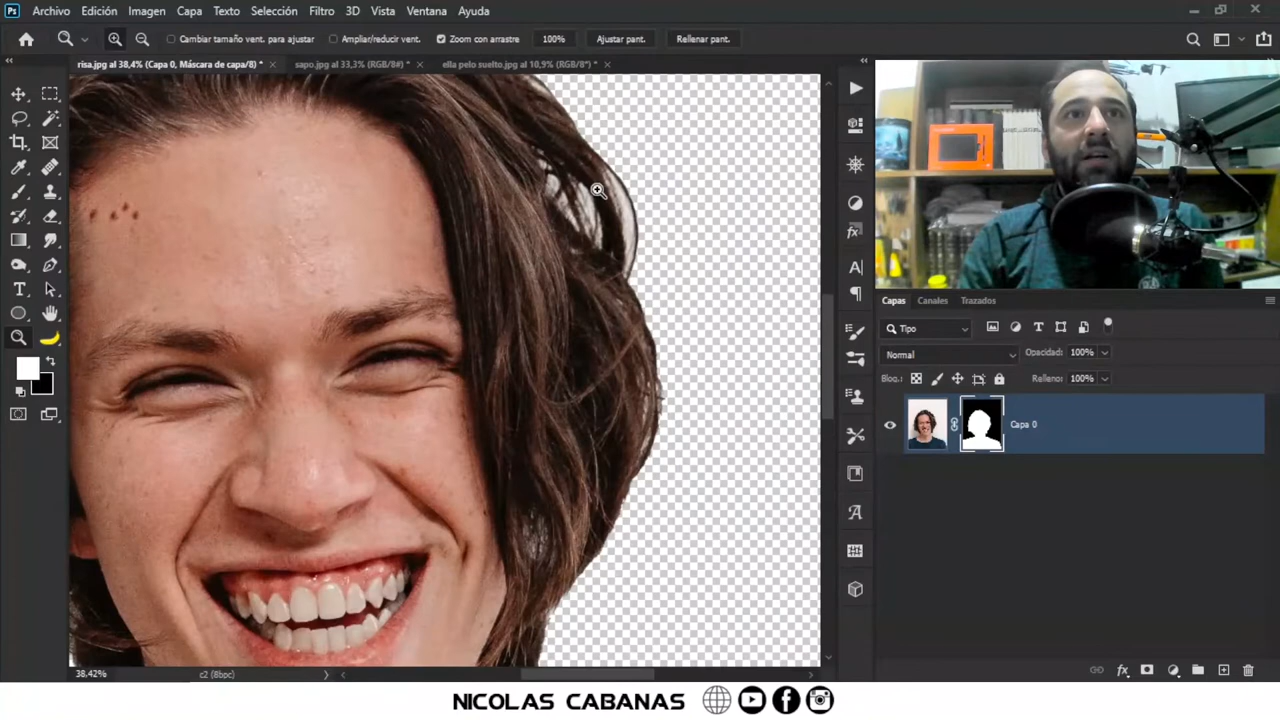 Ps Archivo Edición Imagen Capa Texto Selección Filtro 3D Vista Ventana Ayuda
Cambiar tamaño vent. para ajustar Ampliar/reducir vent. Zoom con arrastre 100% Ajustar pant. Rellenar pant.
risa.jpg al 38,4% (Capa 0, Máscara de capa/8) * × sapo.jpg al 33,3% (RGB/8#) * × ella pelo suelto.jpg al 10,9% (RGB/8*) * ×
Capas Canales Trazados
Tipo
Normal Opacidad: 100%
Bloq.: Relleno: 100%
Capa 0
38,42% c2 (8bpc)
NICOLAS CABANAS